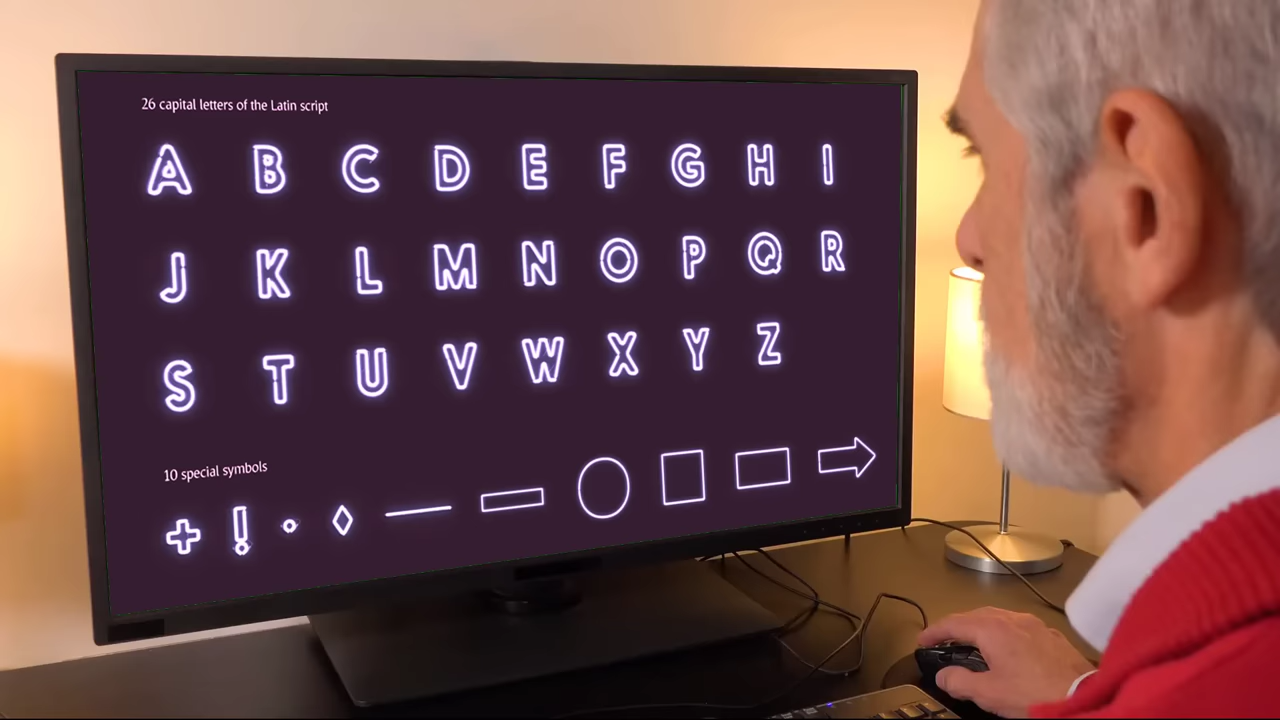 26 capital letters of the Latin script
A B C D E F G H I
J K L M N O P Q R
S T U V W X Y Z
10 special symbols
+ !